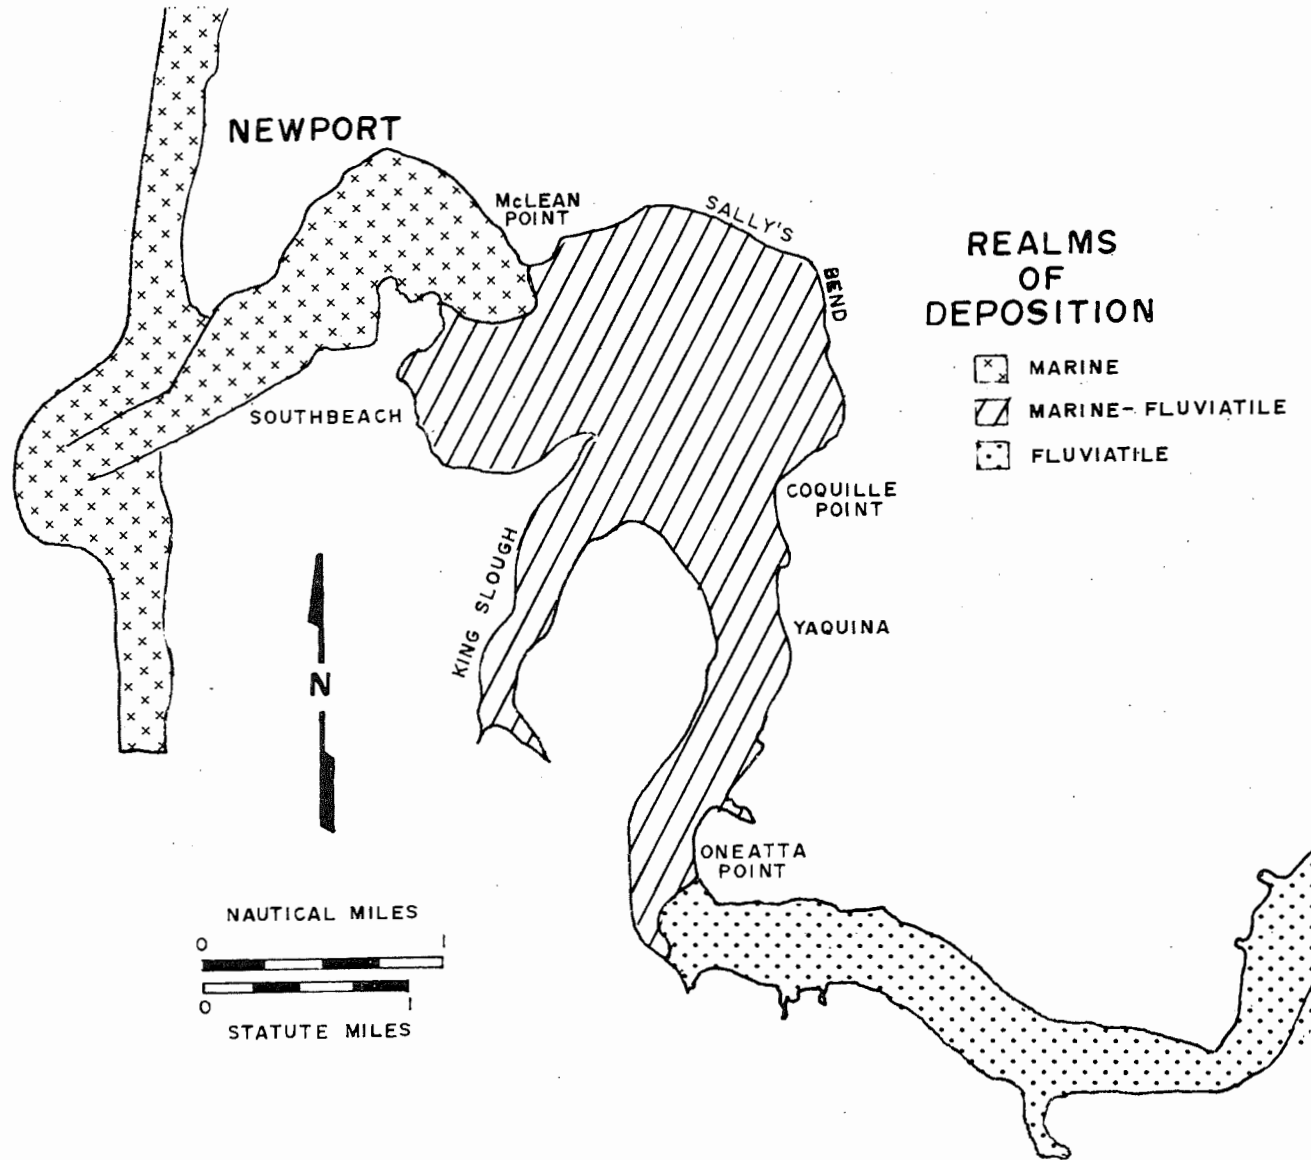 NEWPORT
McLEAN
POINT
SALLY'S
BEND
REALMS
OF
DEPOSITION
MARINE
MARINE-FLUVIATILE
FLUVIATILE
SOUTHBEACH
COQUILLE
POINT
KING SLOUGH
YAQUINA
N
ONEATTA
POINT
NAUTICAL MILES
0 1
0 1
STATUTE MILES